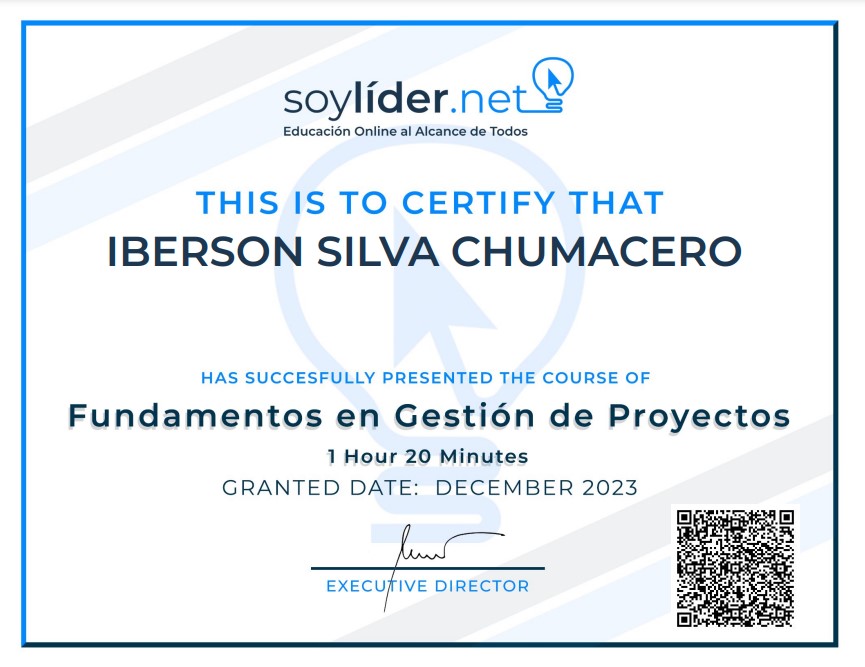 soylíder.net
Educación Online al Alcance de Todos
THIS IS TO CERTIFY THAT
IBERSON SILVA CHUMACERO
HAS SUCCESFULLY PRESENTED THE COURSE OF
Fundamentos en Gestión de Proyectos
1 Hour 20 Minutes
GRANTED DATE: DECEMBER 2023
EXECUTIVE DIRECTOR